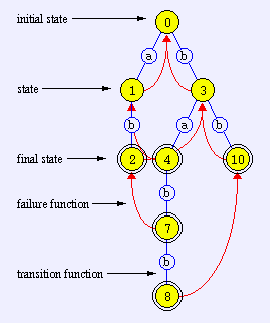 initial state
0
a
b
state
1
3
b
a
b
final state
2
4
10
b
failure function
7
b
transition function
8